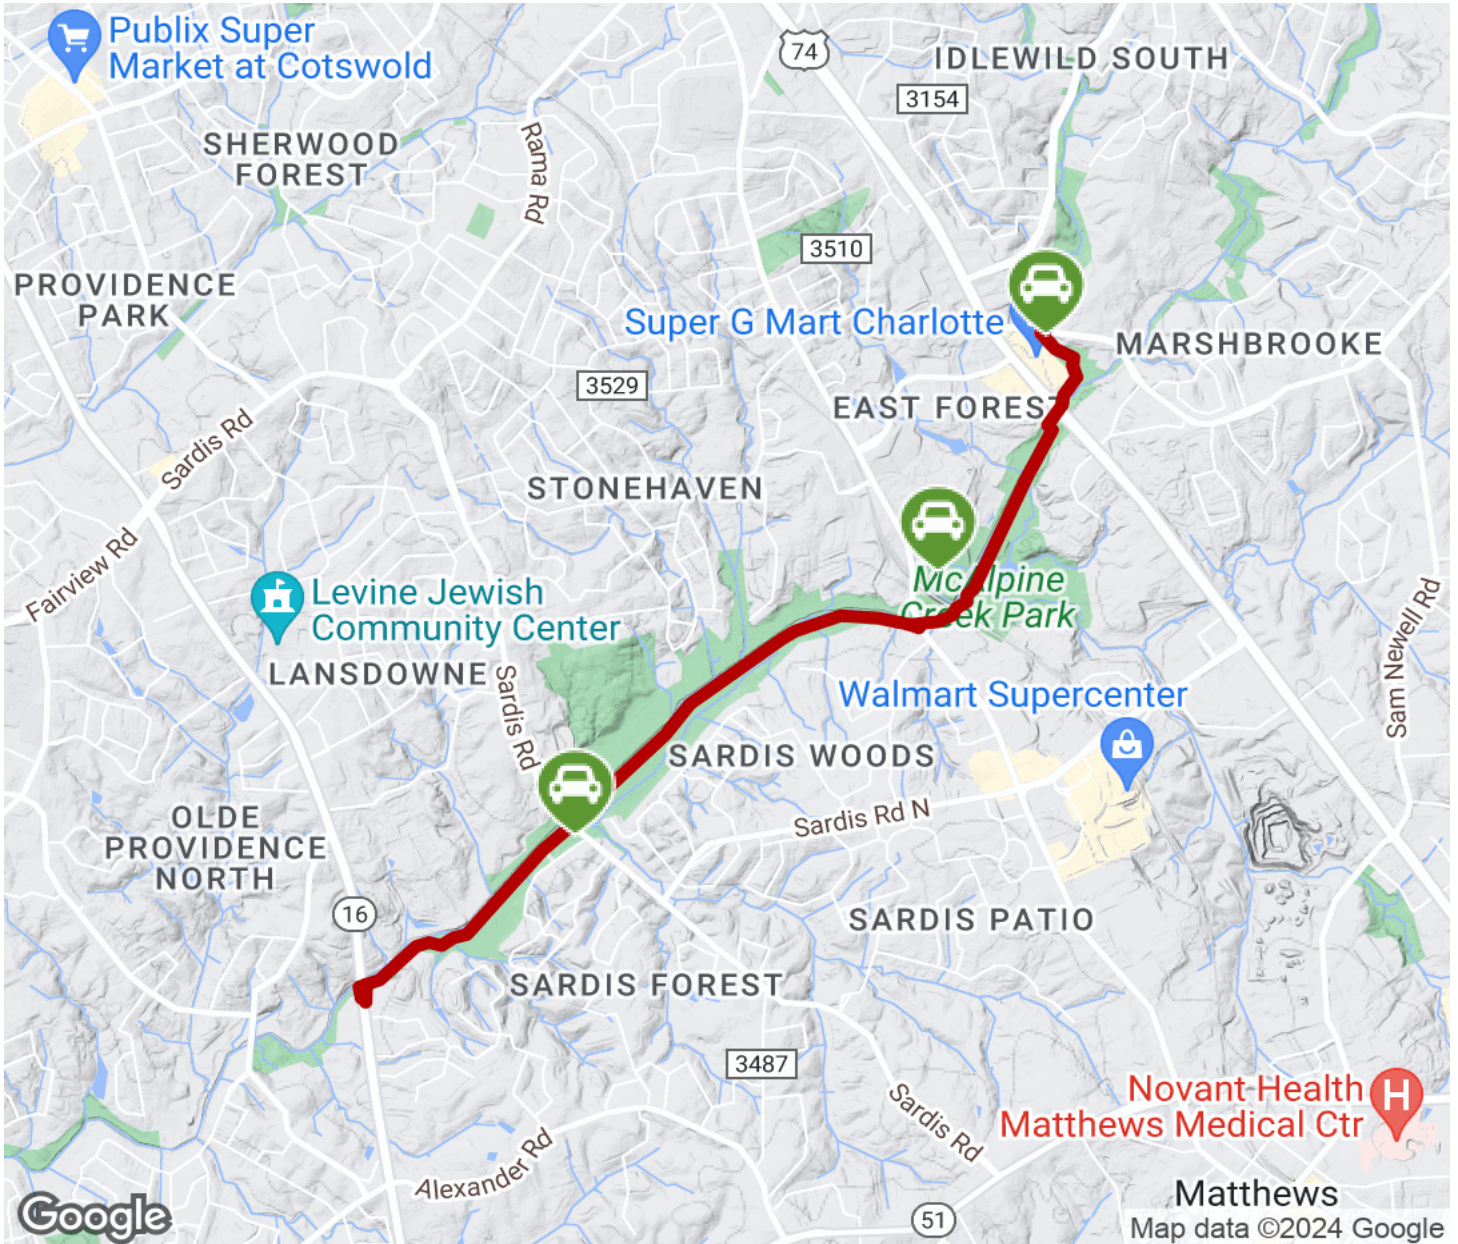 Publix Super
Market at Cotswold
74
IDLEWILD SOUTH
3154
SHERWOOD
FOREST
Rama Rd
3510
PROVIDENCE
PARK
Super G Mart Charlotte
MARSHBROOKE
3529
EAST FOREST
Sardis Rd
STONEHAVEN
Fairview Rd
McAlpine
Creek Park
Levine Jewish
Community Center
LANSDOWNE
Sardis Rd
Sam Newell Rd
Walmart Supercenter
SARDIS WOODS
OLDE
PROVIDENCE
NORTH
Sardis Rd N
16
SARDIS PATIO
SARDIS FOREST
3487
Sardis Rd
Novant Health
Matthews Medical Ctr
H
Alexander Rd
Matthews
51
Google
Map data ©2024 Google